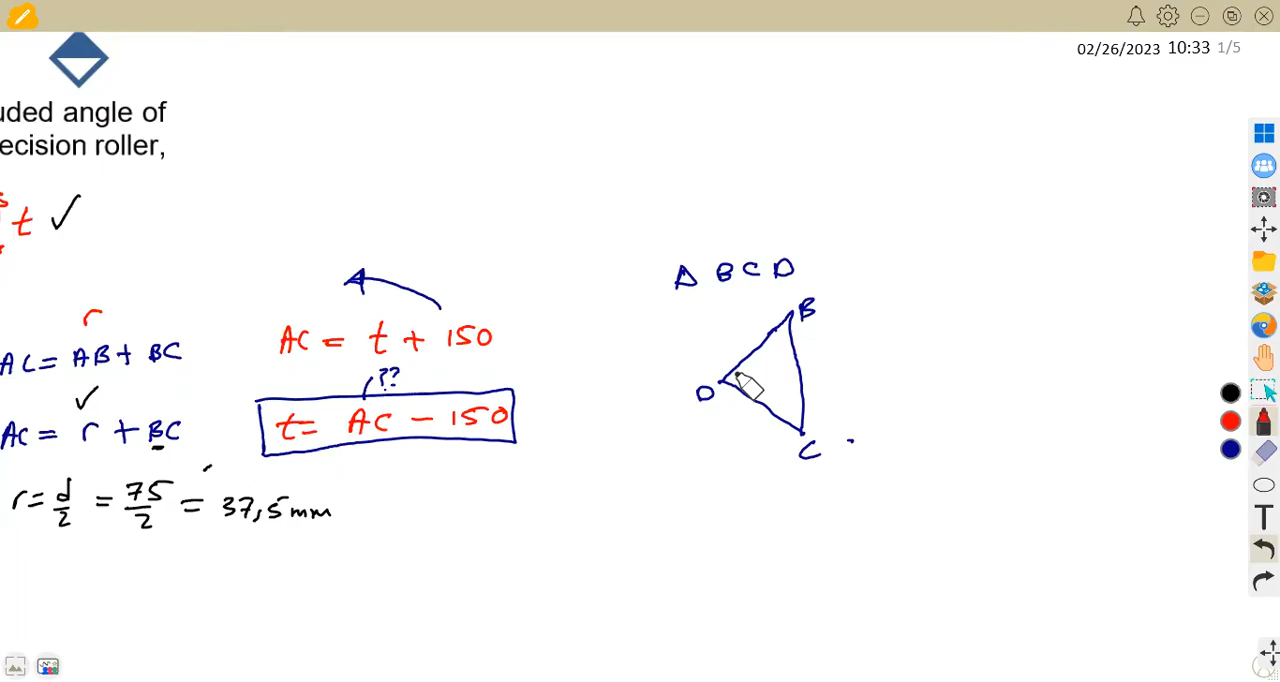 02/26/2023 10:33 1/5
uded angle of
ecision roller,
t ✓
r
AC = AB + BC
✓
AC = r + BC
r = d/2 = 75/2 = 37,5 mm
AC = t + 150
??
t = AC - 150
A B C D
B
D
C
T